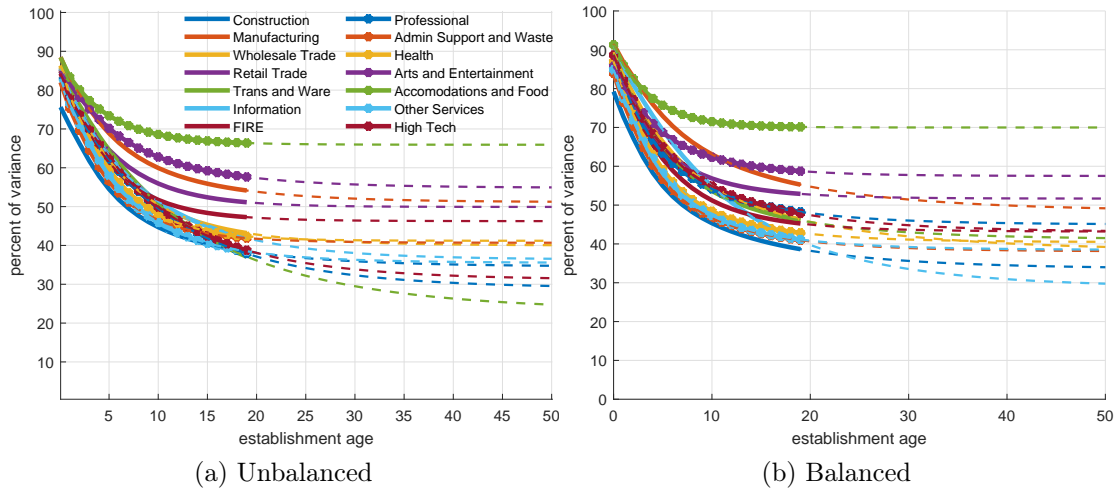 100
90
80
70
60
50
40
30
20
10
percent of variance
Construction
Manufacturing
Wholesale Trade
Retail Trade
Trans and Ware
Information
FIRE
Professional
Admin Support and Waste
Health
Arts and Entertainment
Accomodations and Food
Other Services
High Tech
5 10 15 20 25 30 35 40 45 50
establishment age
(a) Unbalanced
100
90
80
70
60
50
40
30
20
10
0
percent of variance
0 10 20 30 40 50
establishment age
(b) Balanced